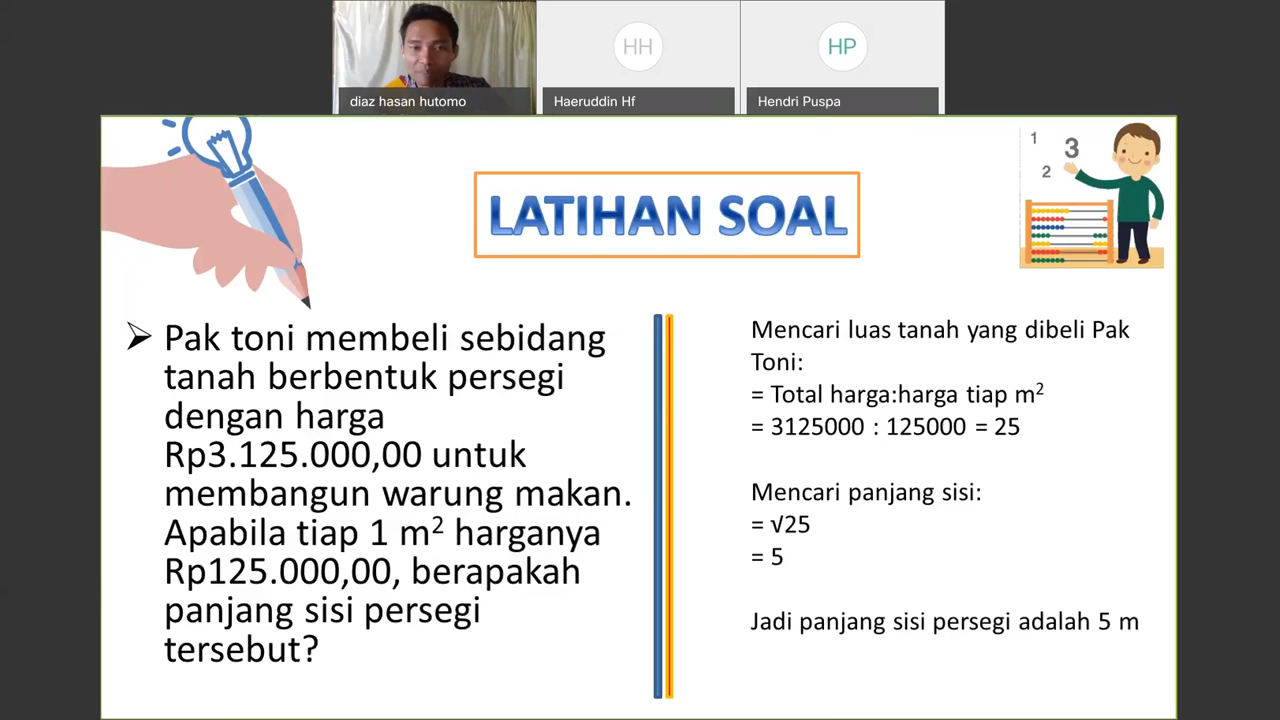 HH
HP
diaz hasan hutomo
Haeruddin Hf
Hendri Puspa
1
3
2
LATIHAN SOAL
➢ Pak toni membeli sebidang
tanah berbentuk persegi
dengan harga
Rp3.125.000,00 untuk
membangun warung makan.
Apabila tiap 1 m² harganya
Rp125.000,00, berapakah
panjang sisi persegi
tersebut?
Mencari luas tanah yang dibeli Pak
Toni:
= Total harga:harga tiap m²
= 3125000 : 125000 = 25
Mencari panjang sisi:
= √25
= 5
Jadi panjang sisi persegi adalah 5 m